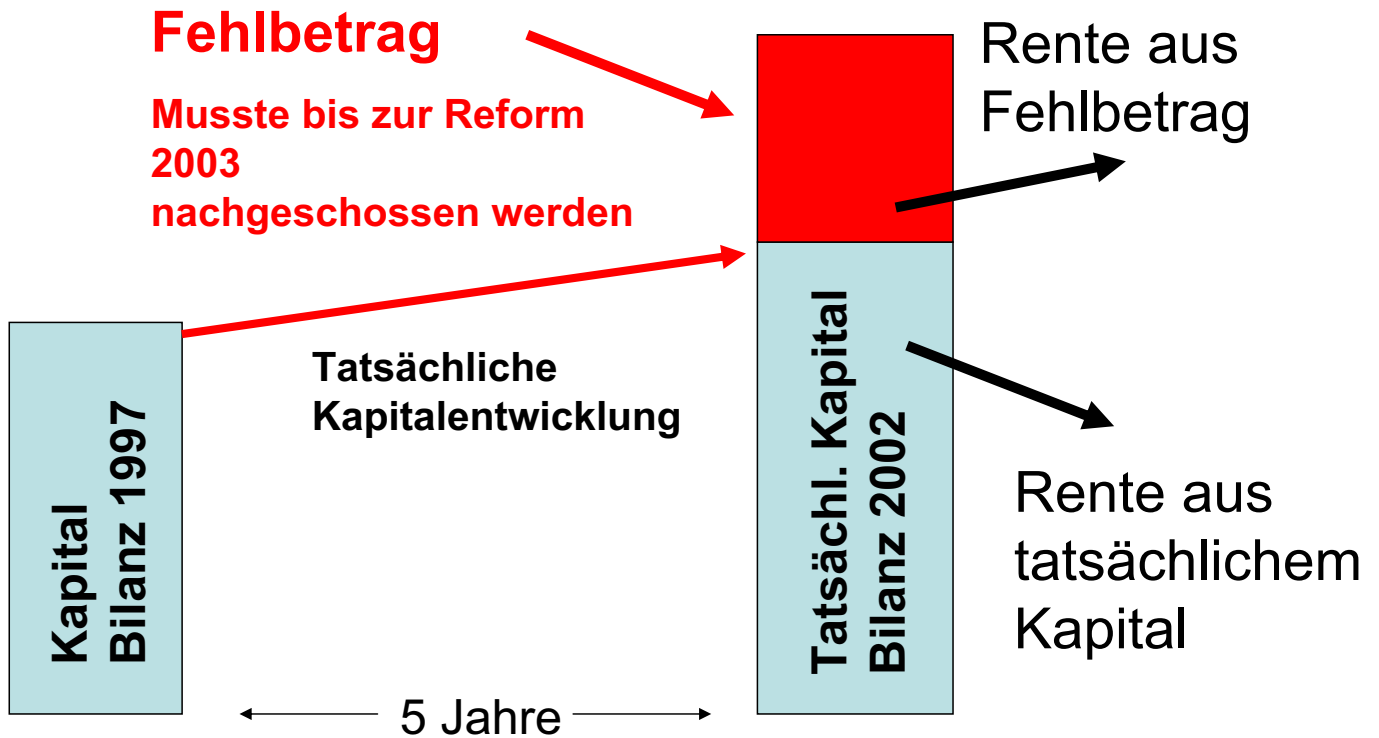 Fehlbetrag
Musste bis zur Reform
2003
nachgeschossen werden
Rente aus
Fehlbetrag
Tatsächliche
Kapitalentwicklung
Kapital
Bilanz 1997
Tatsächl. Kapital
Bilanz 2002
Rente aus
tatsächlichem
Kapital
5 Jahre